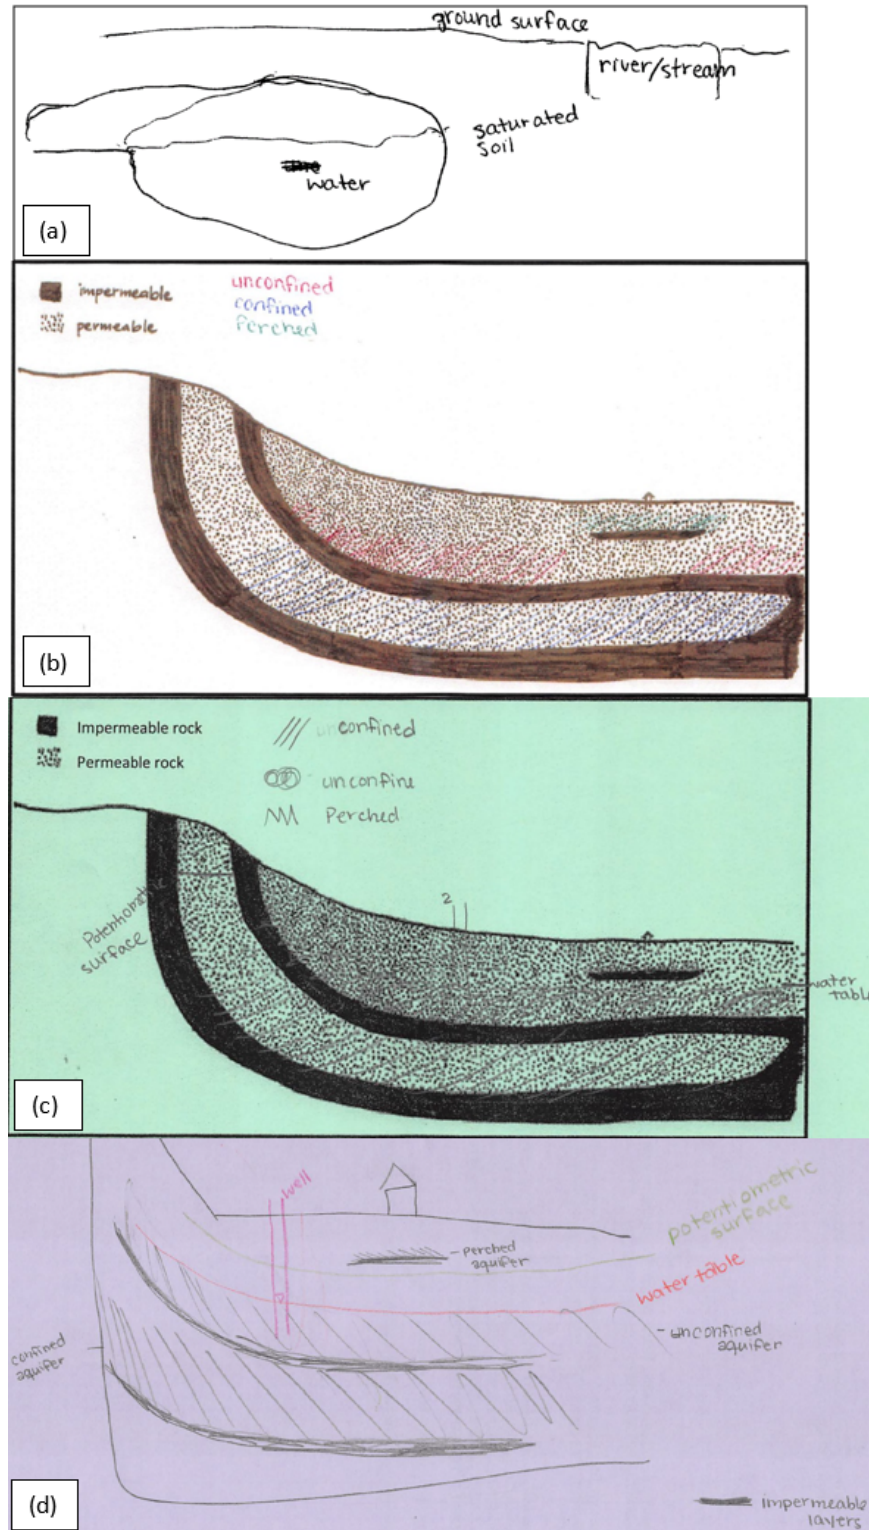 ground surface
river/stream
saturated
soil
water
(a)
impermeable
permeable
unconfined
confined
Perched
(b)
Impermeable rock
Permeable rock
unconfined
unconfine
Perched
Potentiometric
surface
2
water
table
(c)
well
potentiometric
surface
perched
aquifer
water table
unconfined
aquifer
confined
aquifer
impermeable
layers
(d)